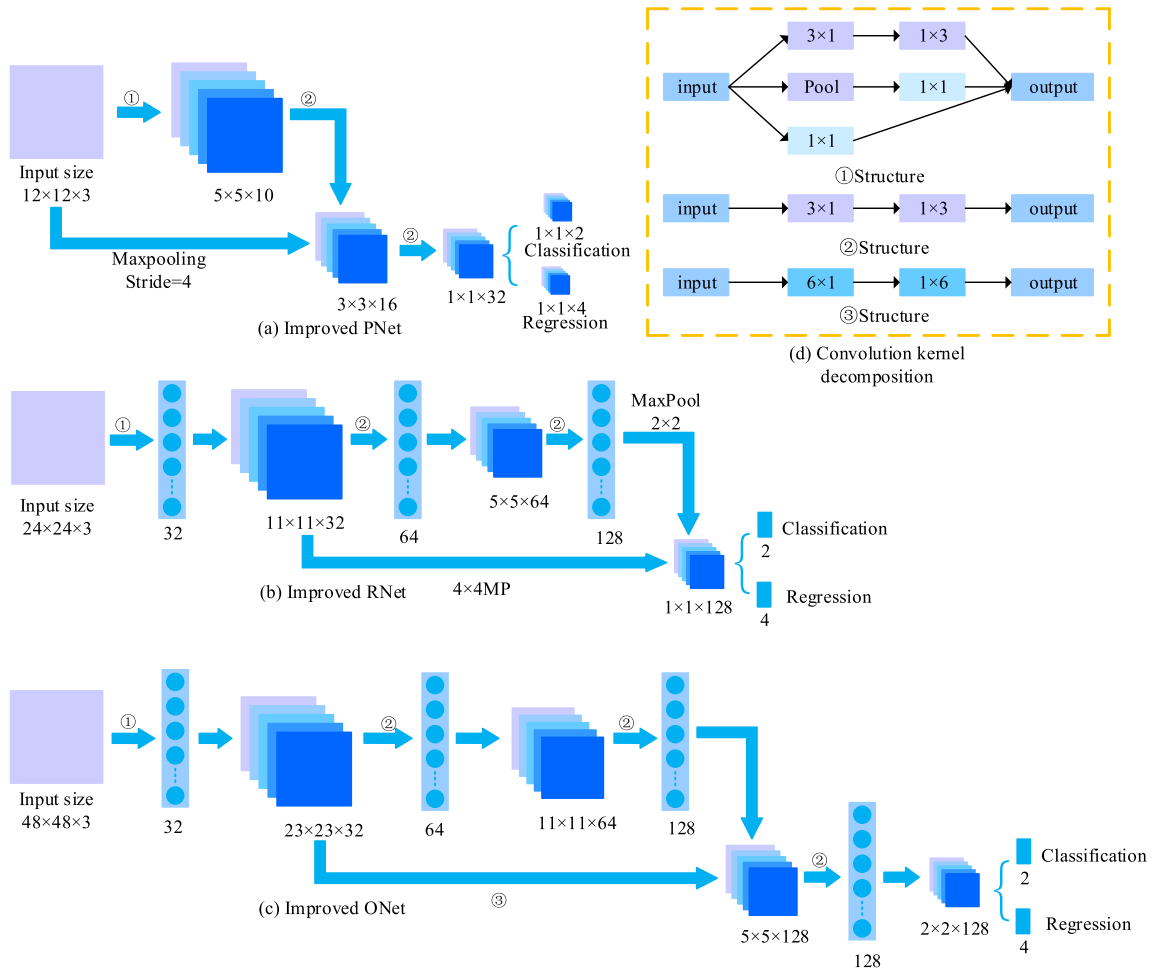 ①
②
Input size
12×12×3
5×5×10
Maxpooling
Stride=4
②
3×3×16
1×1×32
1×1×2
Classification
1×1×4
Regression
(a) Improved PNet
input
3×1
1×3
Pool
1×1
1×1
output
①Structure
input
3×1
1×3
output
②Structure
input
6×1
1×6
output
③Structure
(d) Convolution kernel
decomposition
①
②
②
MaxPool
2×2
Input size
24×24×3
32
11×11×32
64
5×5×64
128
4×4MP
1×1×128
Classification
2
Regression
4
(b) Improved RNet
①
②
②
Input size
48×48×3
32
23×23×32
64
11×11×64
128
③
5×5×128
②
128
2×2×128
Classification
2
Regression
4
(c) Improved ONet